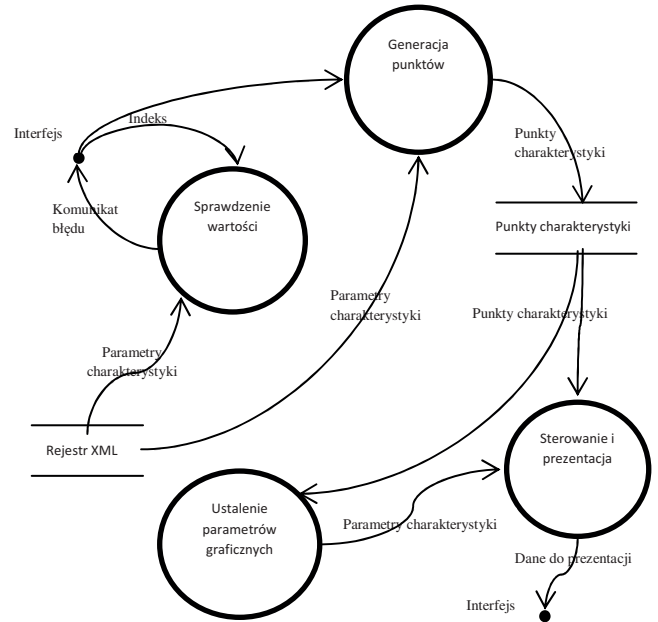 Generacja
punktów
Indeks
Interfejs
Punkty
charakterystyki
Komunikat
błędu
Sprawdzenie
wartości
Punkty charakterystyki
Parametry
charakterystyki
Punkty charakterystyki
Parametry
charakterystyki
Rejestr XML
Sterowanie i
prezentacja
Ustalenie
parametrów
graficznych
Parametry charakterystyki
Dane do prezentacji
Interfejs